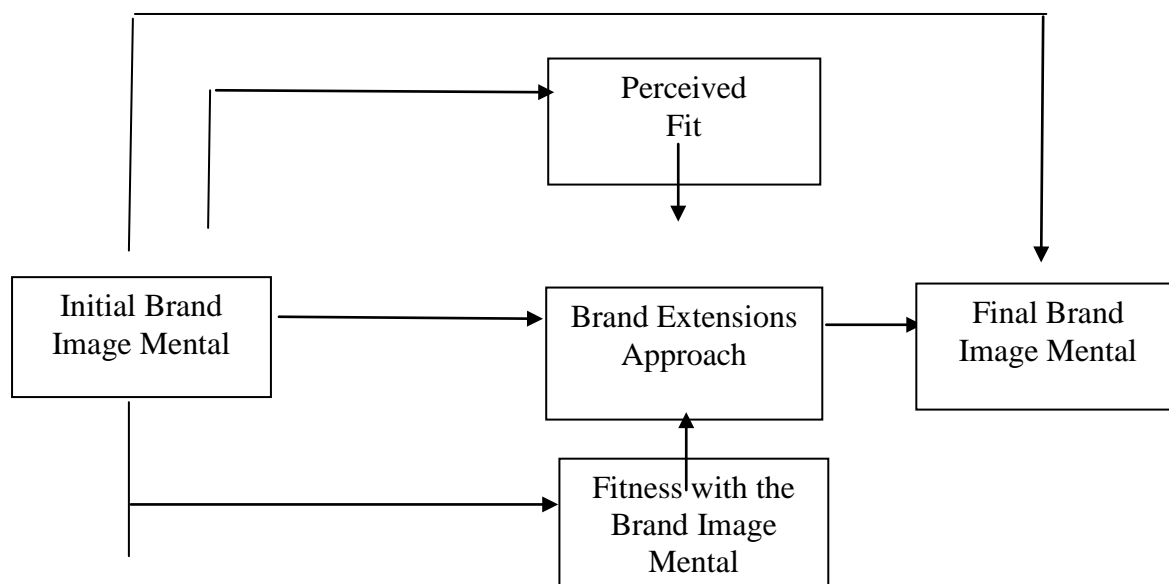 Perceived
Fit
Initial Brand
Image Mental
Brand Extensions
Approach
Final Brand
Image Mental
Fitness with the
Brand Image
Mental